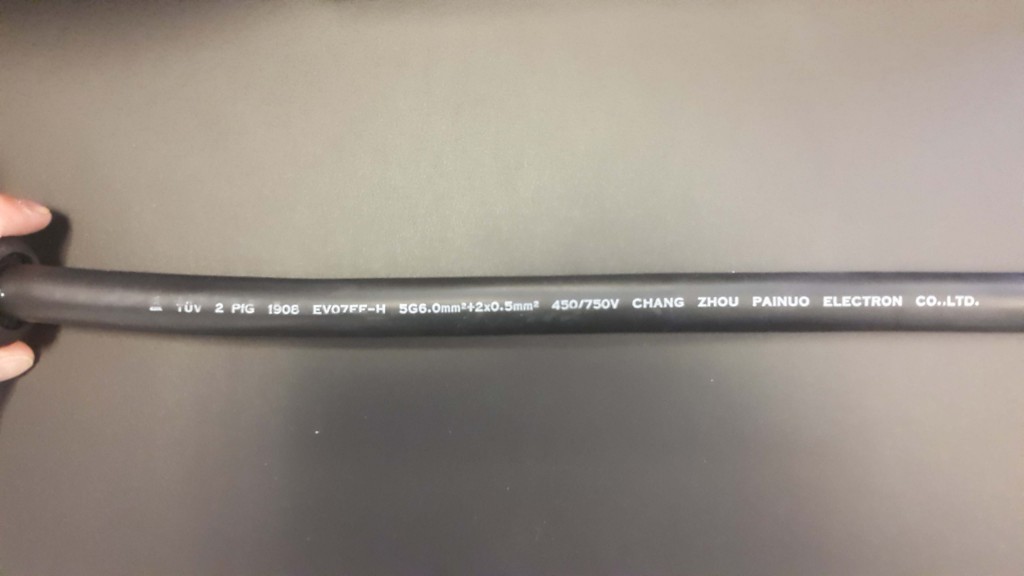 TÜV 2 PfG 1908 EV07EE-H 5G6.0mm²+2x0.5mm² 450/750V CHANG ZHOU PAINUO ELECTRON CO.,LTD.